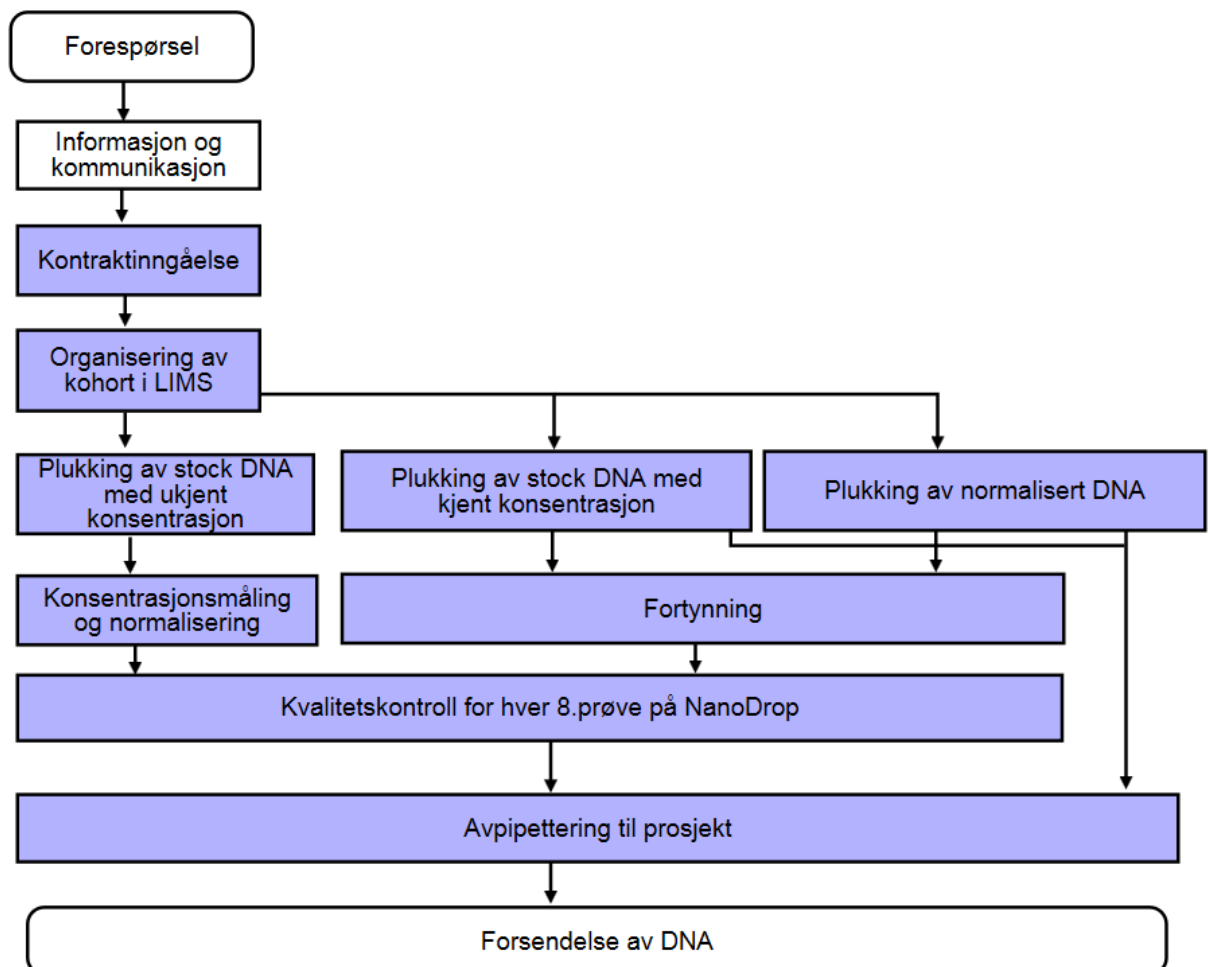 Forespørsel
Informasjon og
kommunikasjon
Kontraktinngåelse
Organisering av
kohort i LIMS
Plukking av stock DNA
med ukjent
konsentrasjon
Plukking av stock DNA med
kjent konsentrasjon
Plukking av normalisert DNA
Konsentrasjonsmåling
og normalisering
Fortynning
Kvalitetskontroll for hver 8.prøve på NanoDrop
Avpipettering til prosjekt
Forsendelse av DNA